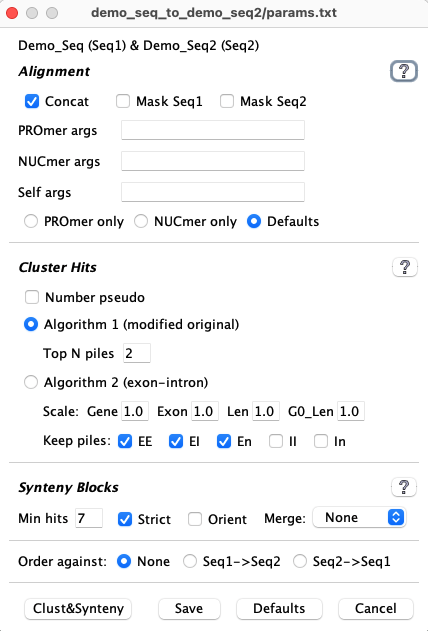 demo_seq_to_demo_seq2/params.txt
Demo_Seq (Seq1) & Demo_Seq2 (Seq2)
Alignment ?
Concat Mask Seq1 Mask Seq2
PROmer args
NUCmer args
Self args
PROmer only NUCmer only Defaults
Cluster Hits ?
Number pseudo
Algorithm 1 (modified original)
Top N piles 2
Algorithm 2 (exon-intron)
Scale: Gene 1.0 Exon 1.0 Len 1.0 G0_Len 1.0
Keep piles: EE EI En II In
Synteny Blocks ?
Min hits 7 Strict Orient Merge: None
Order against: None Seq1->Seq2 Seq2->Seq1
Clust&Synteny Save Defaults Cancel